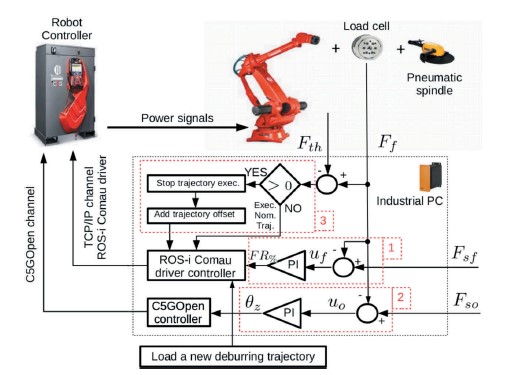 Robot
Controller
Load cell
+
+
Pneumatic
spindle
Power signals
F_{th}
F_f
C5GOpen channel
TCP/IP channel
ROS-i Comau driver
Industrial PC
Stop trajectory exec.
YES
> 0
-
+
Add trajectory offset
Exec.
Nom.
Traj.
NO
3
ROS-i Comau
driver controller
FR%
PI
u_f
-
+
1
F_{sf}
C5GOpen
controller
θ_z
PI
u_o
-
+
2
F_{so}
Load a new deburring trajectory